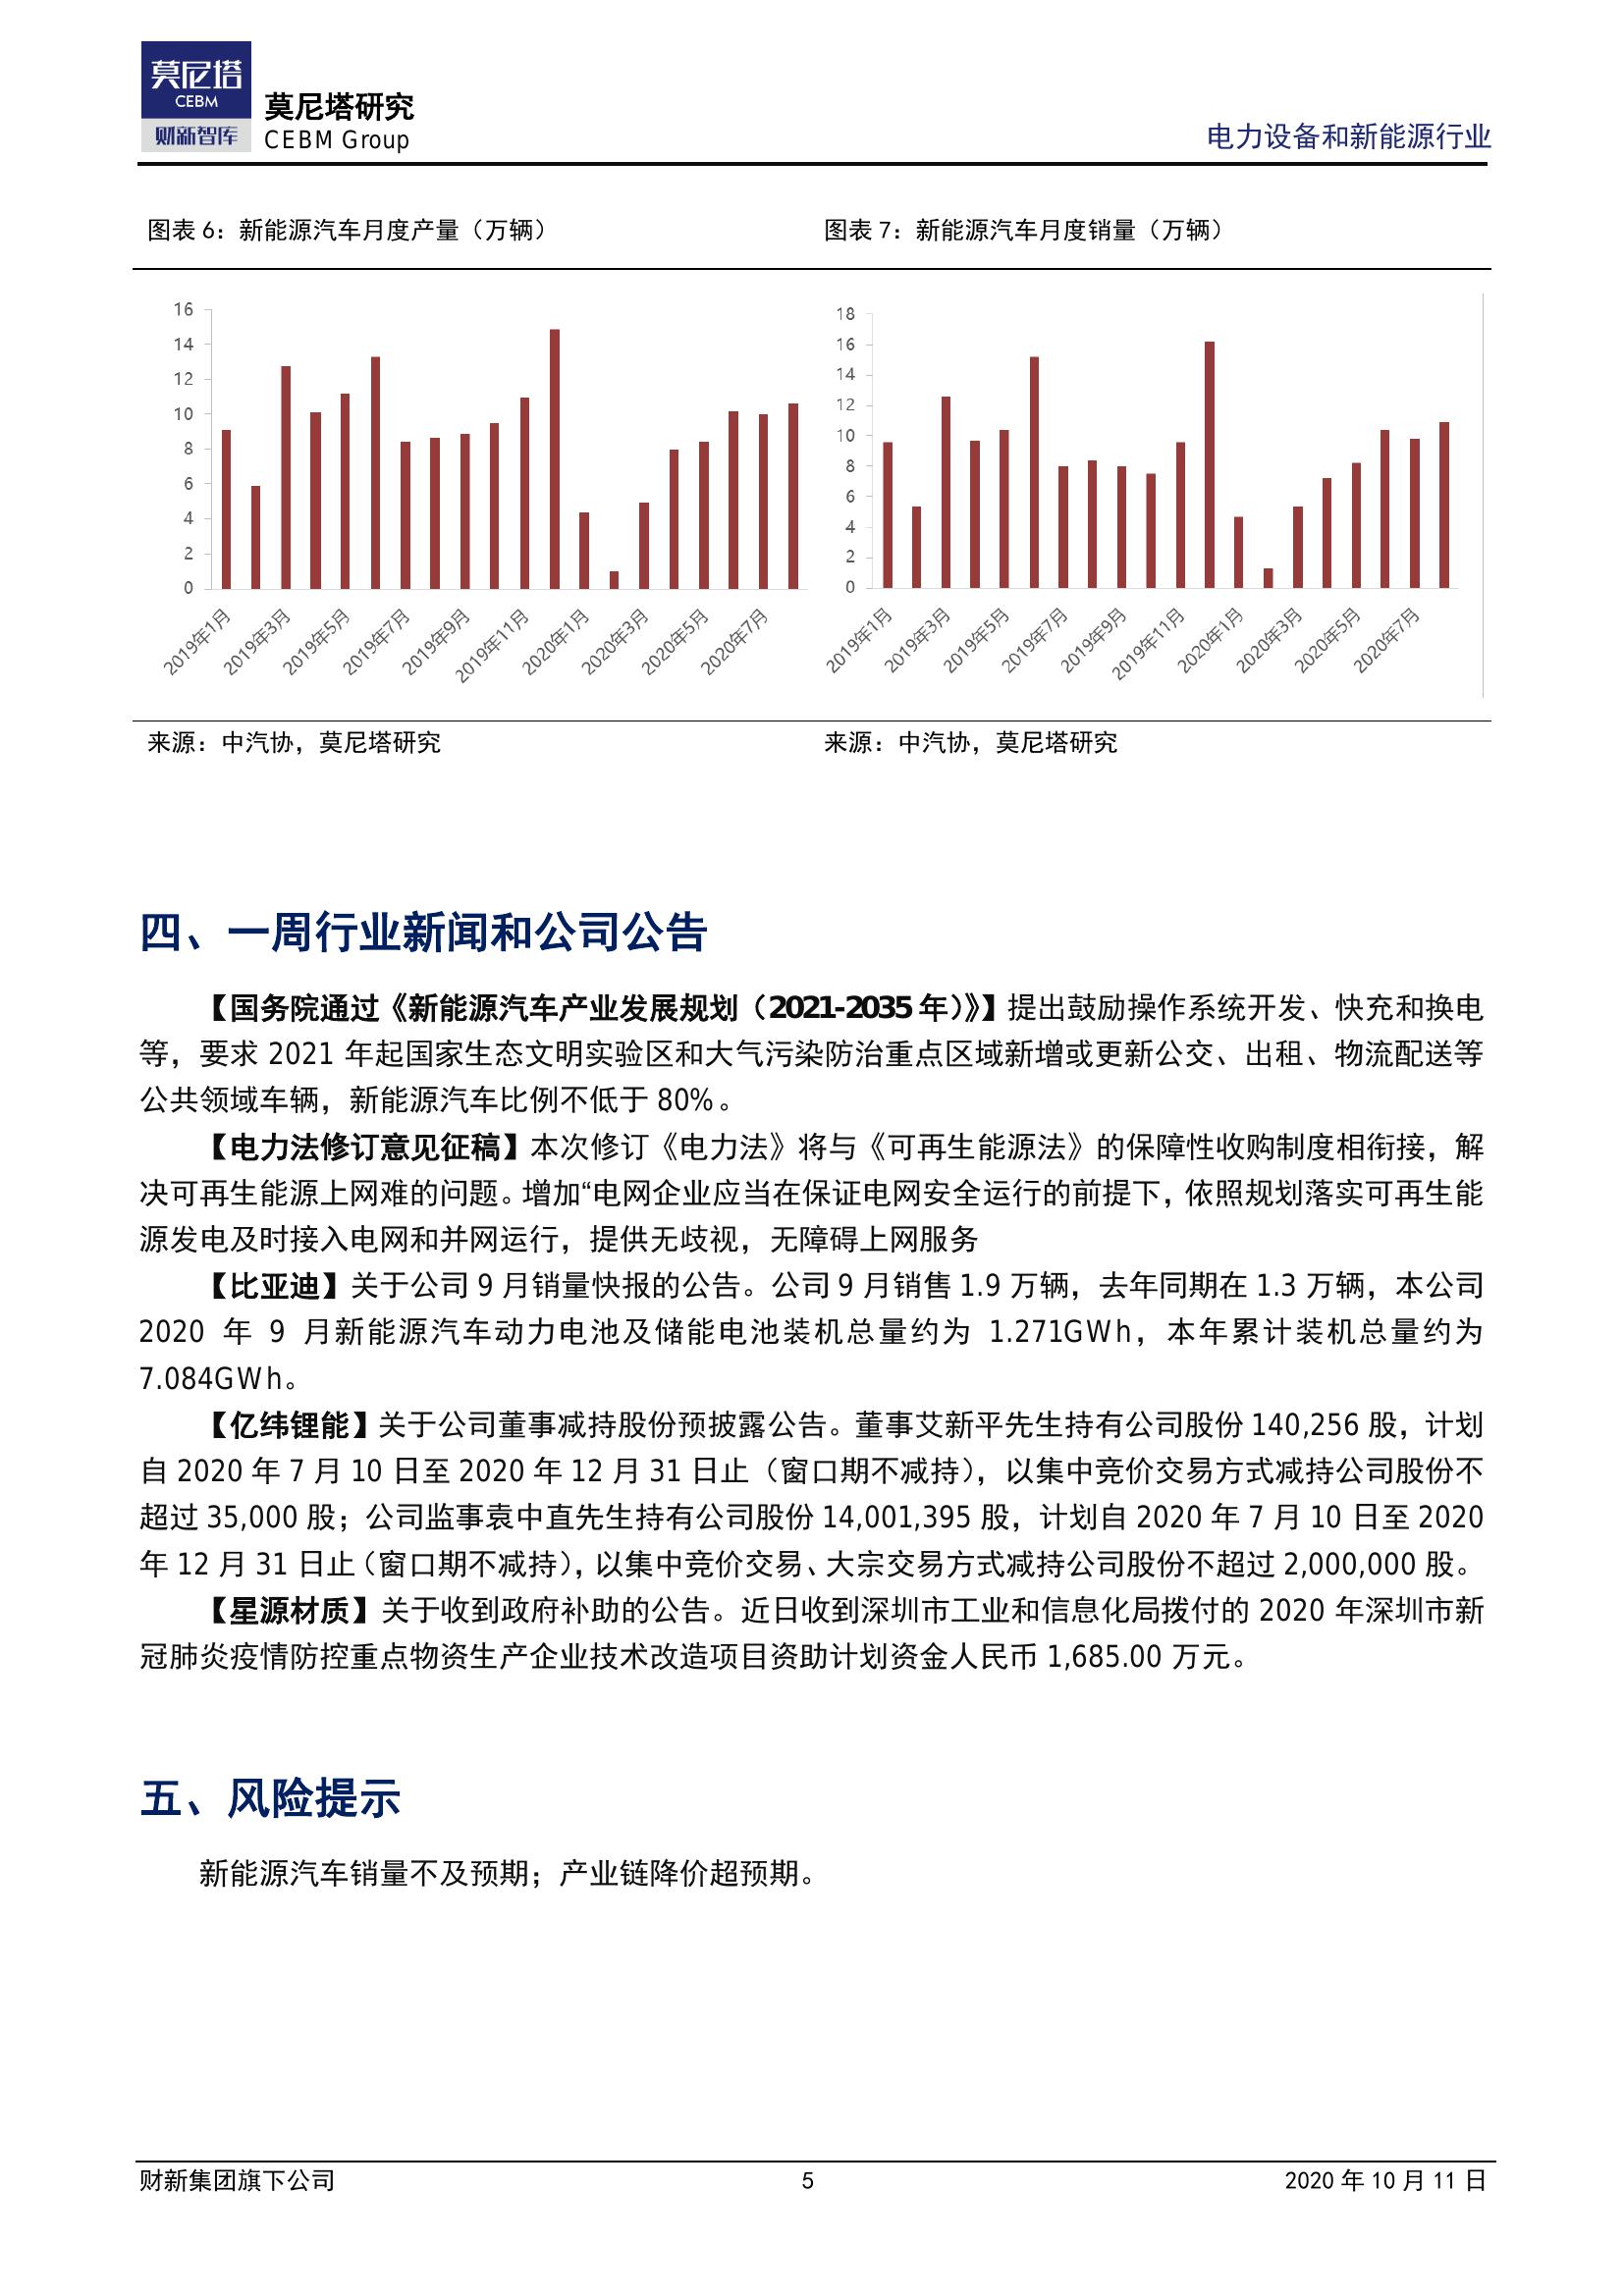 莫尼塔
CEBM
财新智库
莫尼塔研究
CEBM Group
电力设备和新能源行业
图表 6：新能源汽车月度产量（万辆）
图表 7：新能源汽车月度销量（万辆）
16
14
12
10
8
6
4
2
0
2019年1月
2019年3月
2019年5月
2019年7月
2019年9月
2019年11月
2020年1月
2020年3月
2020年5月
2020年7月
18
16
14
12
10
8
6
4
2
0
2019年1月
2019年3月
2019年5月
2019年7月
2019年9月
2019年11月
2020年1月
2020年3月
2020年5月
2020年7月
来源：中汽协，莫尼塔研究
来源：中汽协，莫尼塔研究
四、一周行业新闻和公司公告
【国务院通过《新能源汽车产业发展规划（2021-2035 年）》】提出鼓励操作系统开发、快充和换电
等，要求 2021 年起国家生态文明实验区和大气污染防治重点区域新增或更新公交、出租、物流配送等
公共领域车辆，新能源汽车比例不低于 80%。
【电力法修订意见征稿】本次修订《电力法》将与《可再生能源法》的保障性收购制度相衔接，解
决可再生能源上网难的问题。增加“电网企业应当在保证电网安全运行的前提下，依照规划落实可再生能
源发电及时接入电网和并网运行，提供无歧视，无障碍上网服务
【比亚迪】关于公司 9 月销量快报的公告。公司 9 月销售 1.9 万辆，去年同期在 1.3 万辆，本公司
2020 年 9 月新能源汽车动力电池及储能电池装机总量约为 1.271GWh，本年累计装机总量约为
7.084GWh。
【亿纬锂能】关于公司董事减持股份预披露公告。董事艾新平先生持有公司股份 140,256 股，计划
自 2020 年 7 月 10 日至 2020 年 12 月 31 日止（窗口期不减持），以集中竞价交易方式减持公司股份不
超过 35,000 股；公司监事袁中直先生持有公司股份 14,001,395 股，计划自 2020 年 7 月 10 日至 2020
年 12 月 31 日止（窗口期不减持），以集中竞价交易、大宗交易方式减持公司股份不超过 2,000,000 股。
【星源材质】关于收到政府补助的公告。近日收到深圳市工业和信息化局拨付的 2020 年深圳市新
冠肺炎疫情防控重点物资生产企业技术改造项目资助计划资金人民币 1,685.00 万元。
五、风险提示
新能源汽车销量不及预期；产业链降价超预期。
财新集团旗下公司
5
2020 年 10 月 11 日